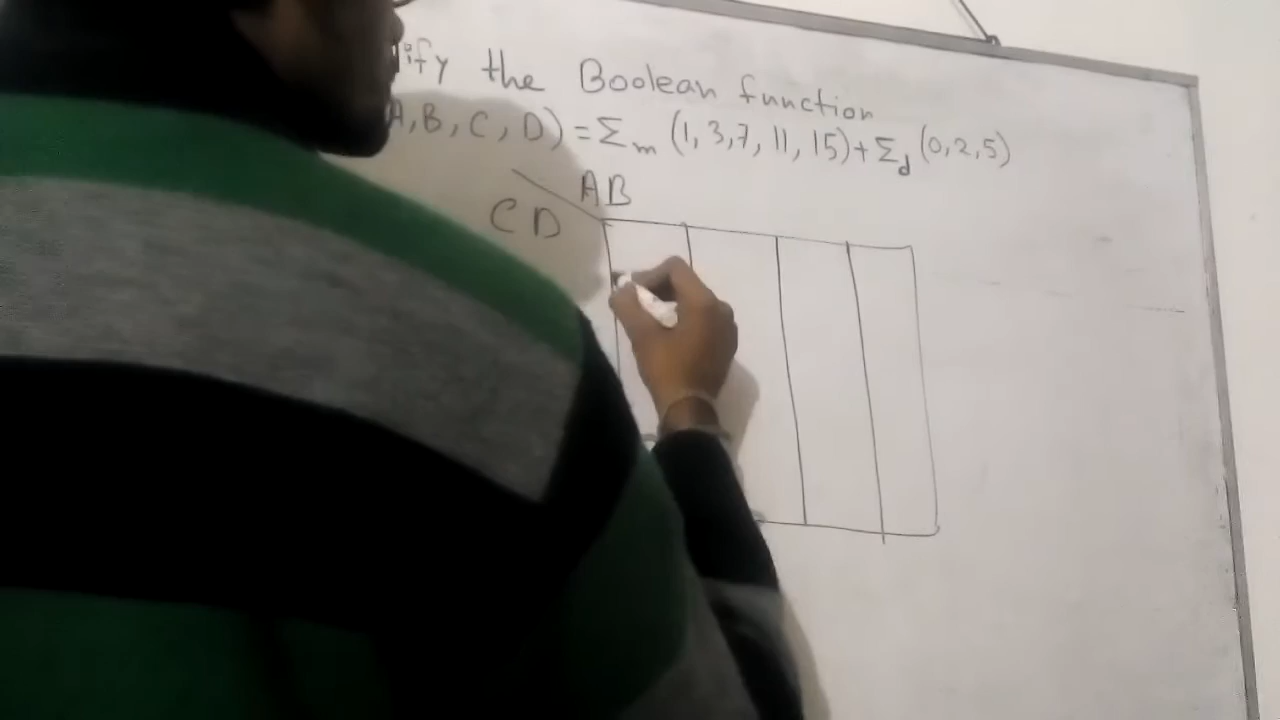 ify the Boolean function
A, B, C, D) = Σm (1, 3, 7, 11, 15) + Σd (0, 2, 5)
AB
CD